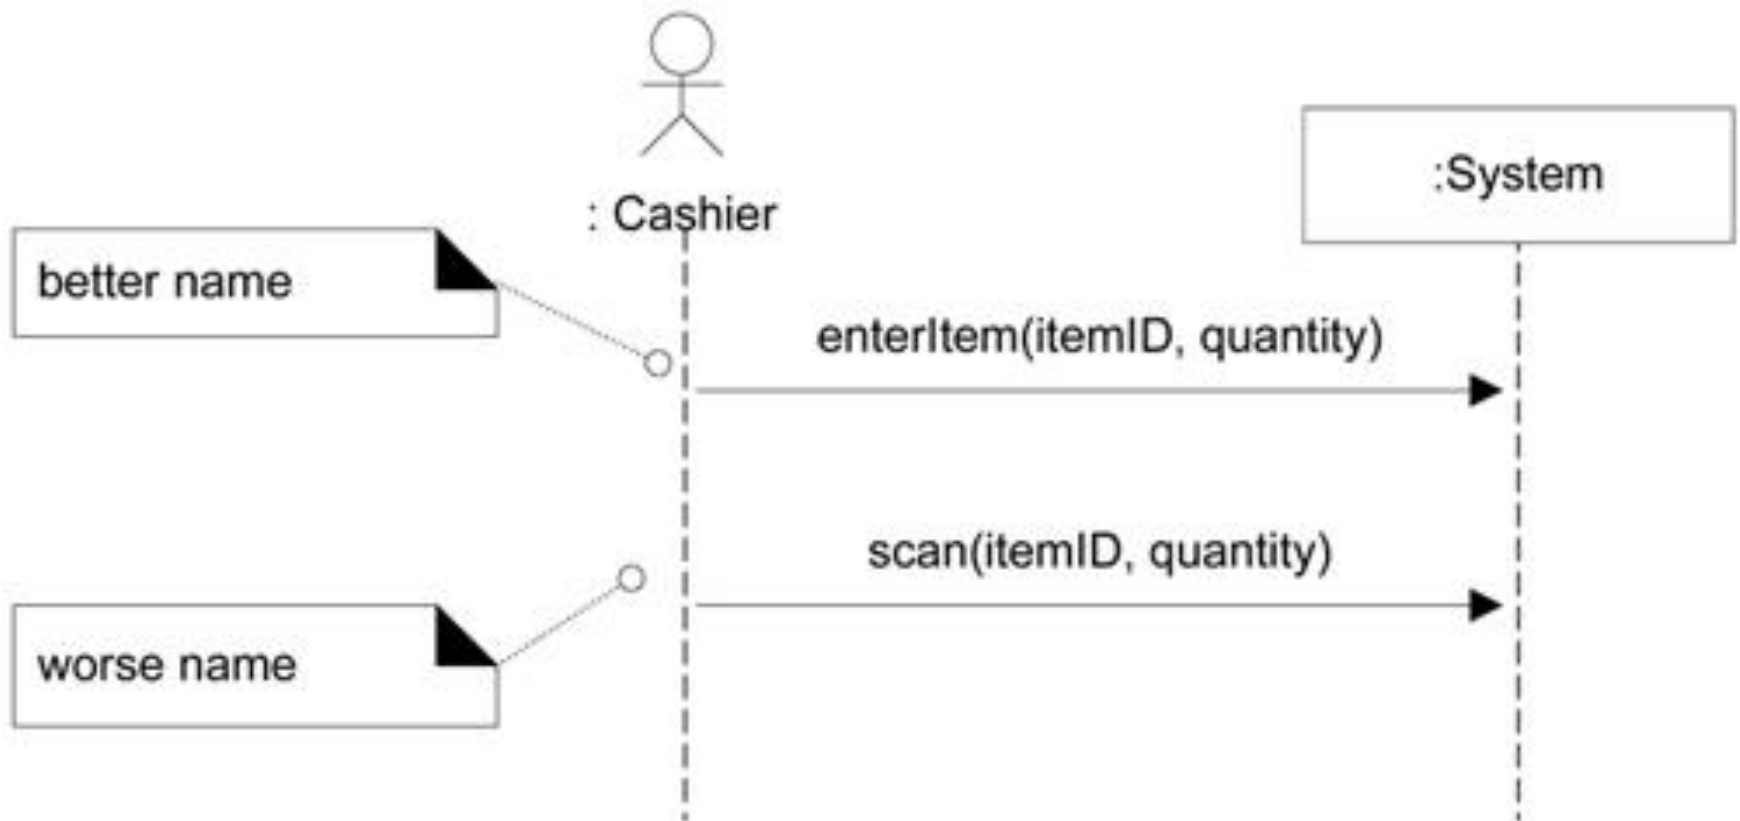 : Cashier
:System
better name
enterItem(itemID, quantity)
scan(itemID, quantity)
worse name